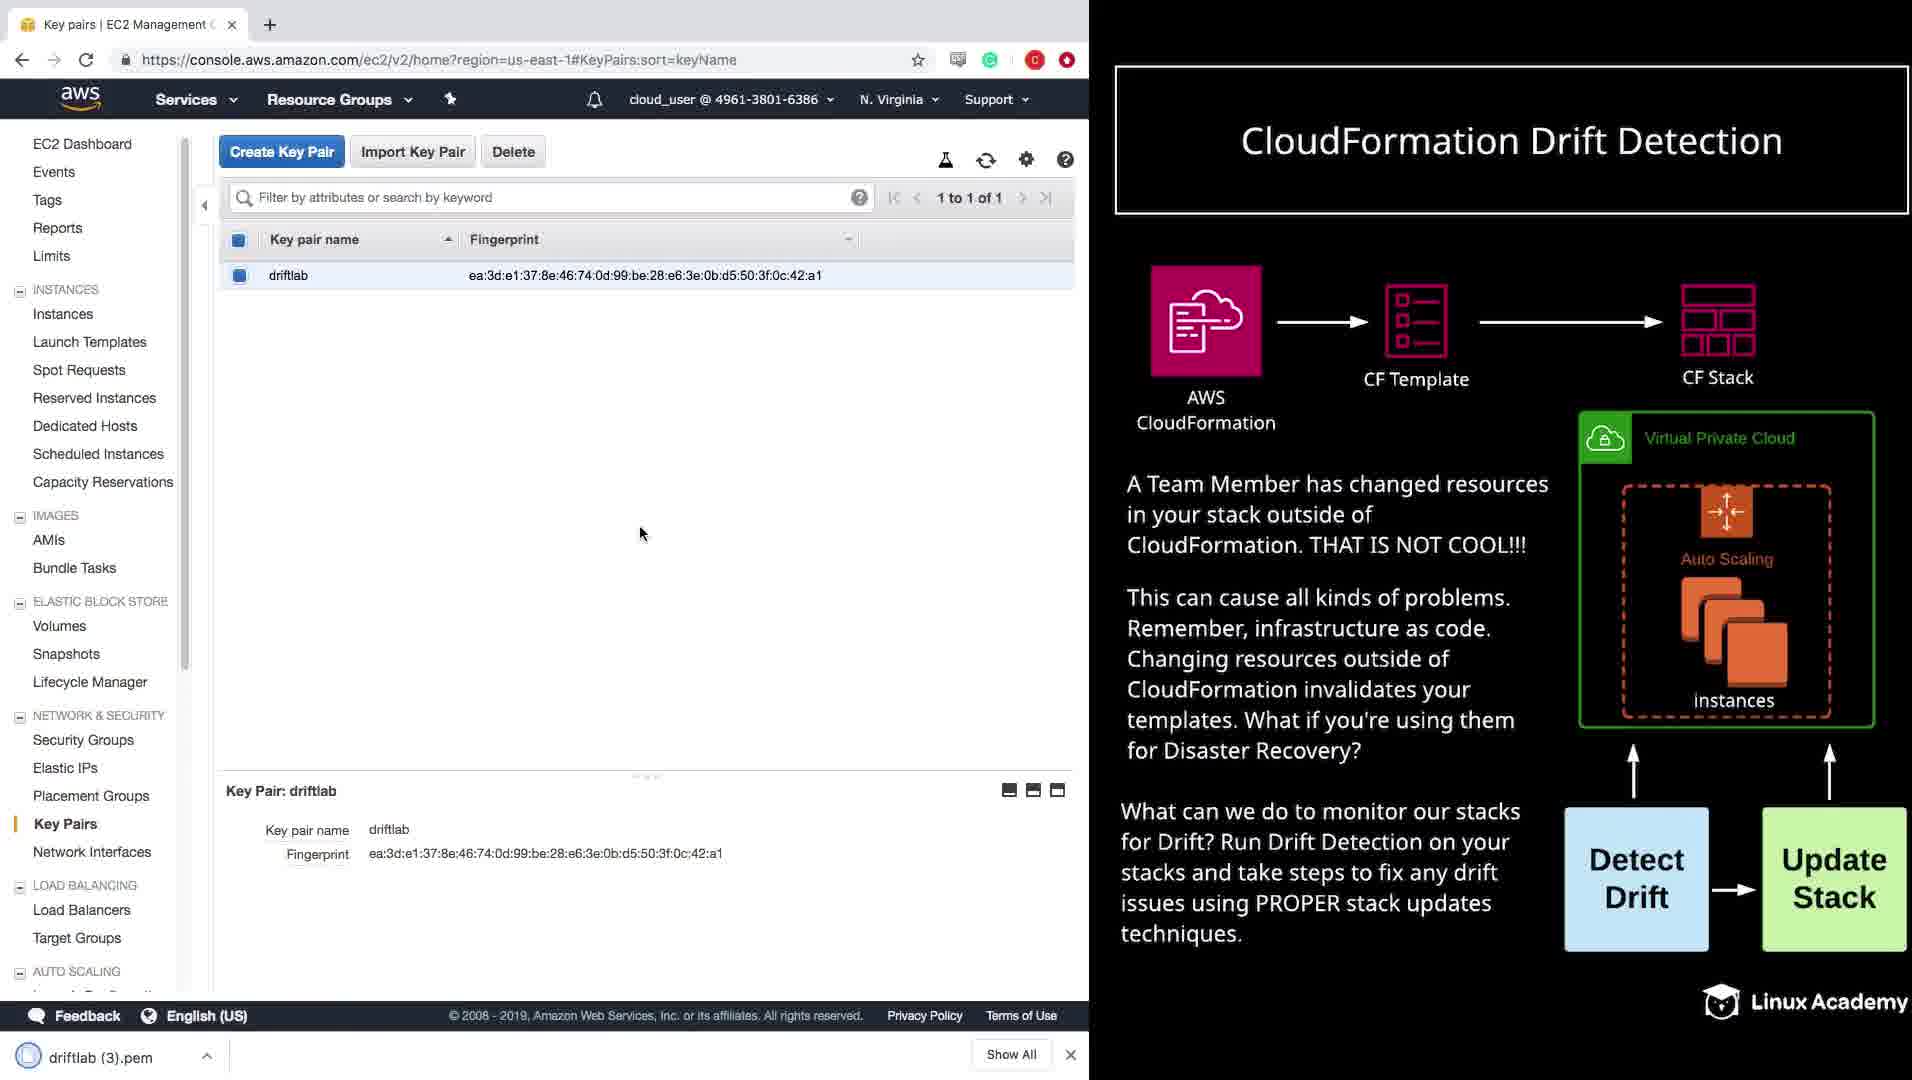 Key pairs | EC2 Management C
https://console.aws.amazon.com/ec2/v2/home?region=us-east-1#KeyPairs:sort=keyName
C
aws
Services
Resource Groups
cloud_user @ 4961-3801-6386
N. Virginia
Support
EC2 Dashboard
Events
Tags
Reports
Limits
INSTANCES
Instances
Launch Templates
Spot Requests
Reserved Instances
Dedicated Hosts
Scheduled Instances
Capacity Reservations
IMAGES
AMIs
Bundle Tasks
ELASTIC BLOCK STORE
Volumes
Snapshots
Lifecycle Manager
NETWORK & SECURITY
Security Groups
Elastic IPs
Placement Groups
Key Pairs
Network Interfaces
LOAD BALANCING
Load Balancers
Target Groups
AUTO SCALING
Create Key Pair
Import Key Pair
Delete
Filter by attributes or search by keyword
1 to 1 of 1
Key pair name
Fingerprint
driftlab
ea:3d:e1:37:8e:46:74:0d:99:be:28:e6:3e:0b:d5:50:3f:0c:42:a1
Key Pair: driftlab
Key pair name driftlab
Fingerprint ea:3d:e1:37:8e:46:74:0d:99:be:28:e6:3e:0b:d5:50:3f:0c:42:a1
Feedback
English (US)
© 2008 - 2019, Amazon Web Services, Inc. or its affiliates. All rights reserved.
Privacy Policy
Terms of Use
driftlab (3).pem
Show All
CloudFormation Drift Detection
AWS
CloudFormation
CF Template
CF Stack
Virtual Private Cloud
Auto Scaling
instances
A Team Member has changed resources
in your stack outside of
CloudFormation. THAT IS NOT COOL!!!
This can cause all kinds of problems.
Remember, infrastructure as code.
Changing resources outside of
CloudFormation invalidates your
templates. What if you're using them
for Disaster Recovery?
What can we do to monitor our stacks
for Drift? Run Drift Detection on your
stacks and take steps to fix any drift
issues using PROPER stack updates
techniques.
Detect
Drift
Update
Stack
Linux Academy